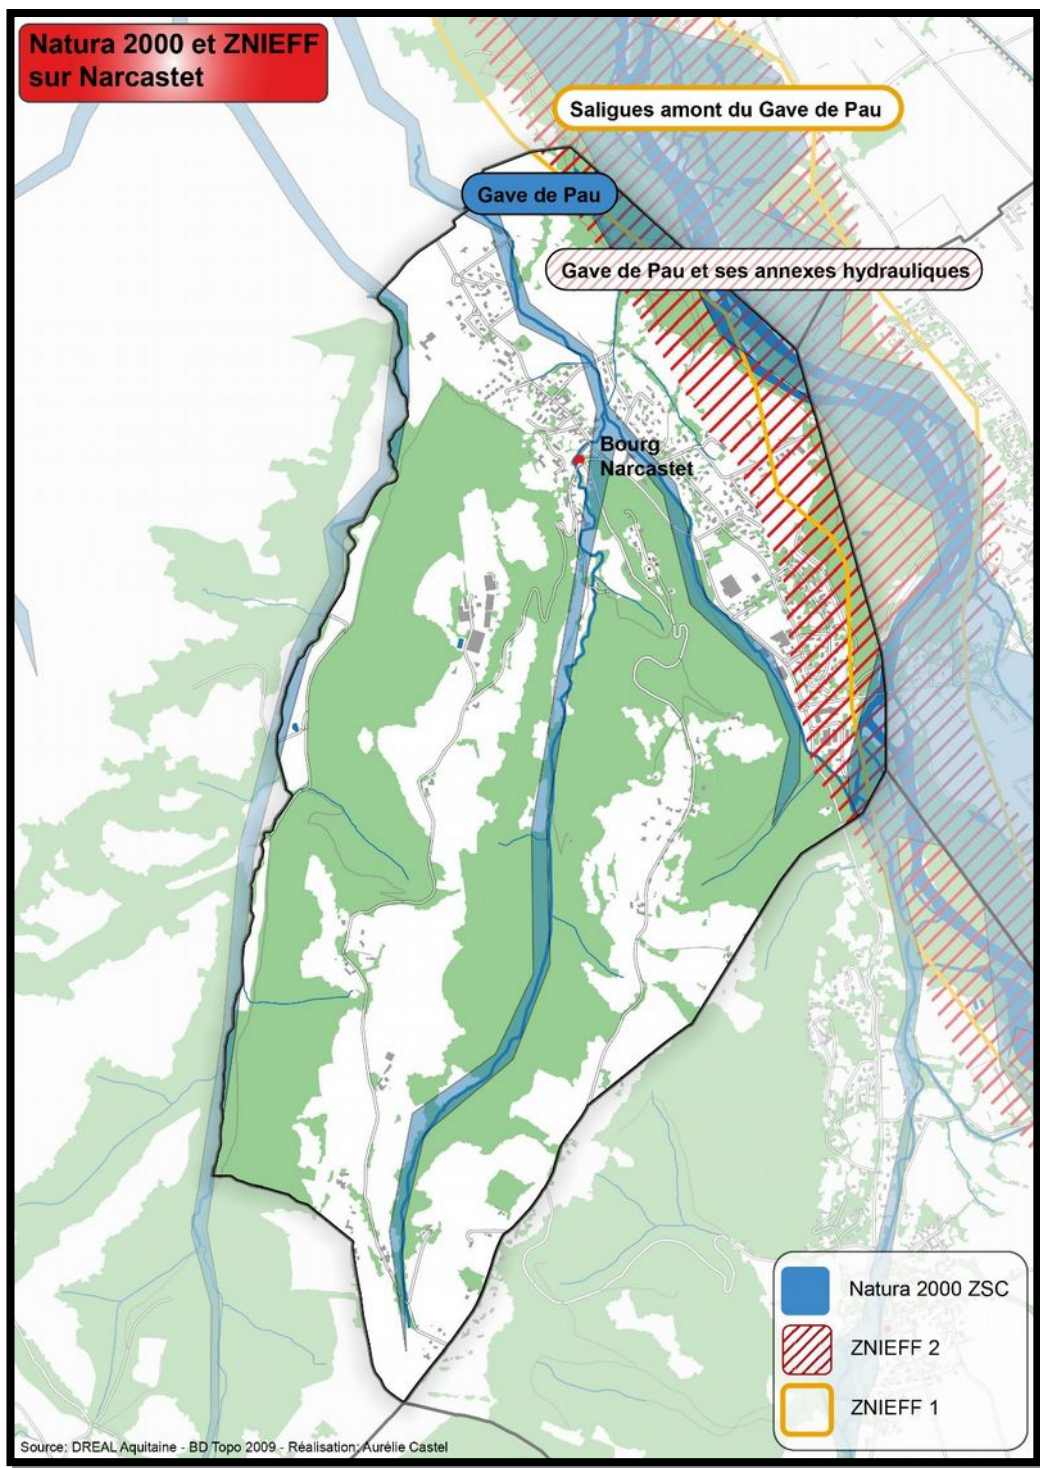 Natura 2000 et ZNIEFF
sur Narcastet
Saligues amont du Gave de Pau
Gave de Pau
Gave de Pau et ses annexes hydrauliques
Bourg
Narcastet
Natura 2000 ZSC
ZNIEFF 2
ZNIEFF 1
Source: DREAL Aquitaine - BD Topo 2009 - Réalisation: Aurélie Castel